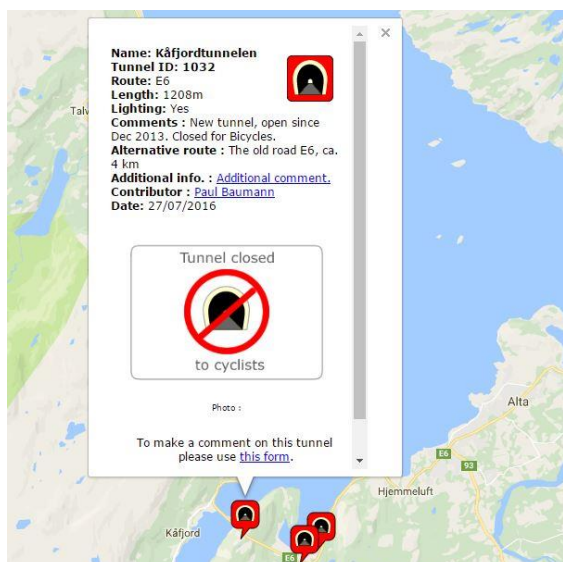 Name: Kåfjordtunnelen
Tunnel ID: 1032
Route: E6
Length: 1208m
Lighting: Yes
Comments : New tunnel, open since
Dec 2013. Closed for Bicycles.
Alternative route : The old road E6, ca.
4 km
Additional info. : Additional comment.
Contributor : Paul Baumann
Date: 27/07/2016
Tunnel closed
to cyclists
Photo :
To make a comment on this tunnel
please use this form.
Talv
Alta
E6
93
Hjemmeluft
Kåfjord
E6